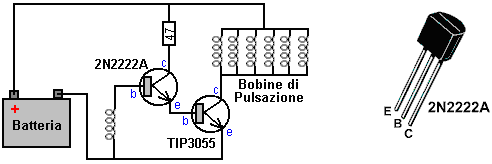 47
2N2222A
c
b
e
c
b
e
TIP3055
Bobine di
Pulsazione
+
Batteria
2N2222A
E
B
C